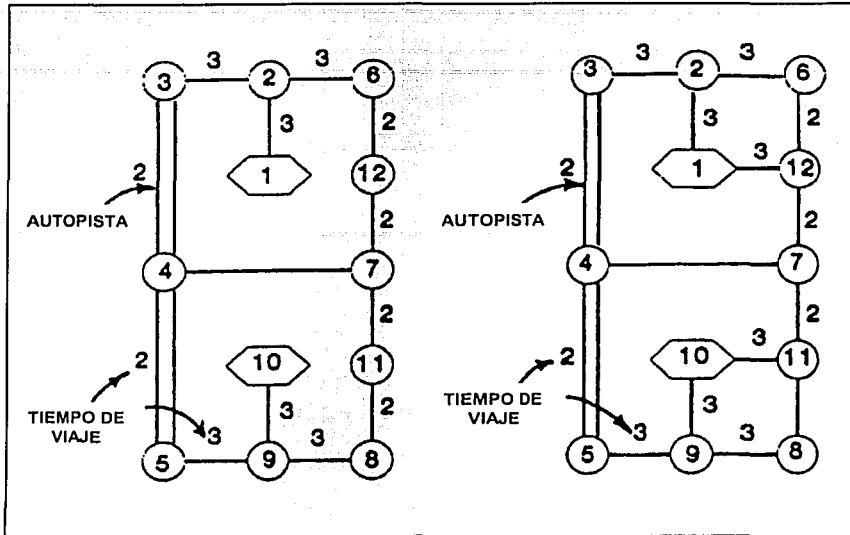 3 3 2 3 6
3 2
1 12
2
AUTOPISTA
2
4 7
2
10 11
2
TIEMPO DE
VIAJE
3 3 2
5 9 3 8
3 3 2 3 6
3 2
1 3 12
2
AUTOPISTA
2
4 7
2
10 3 11
2
TIEMPO DE
VIAJE
3 3
5 9 3 8